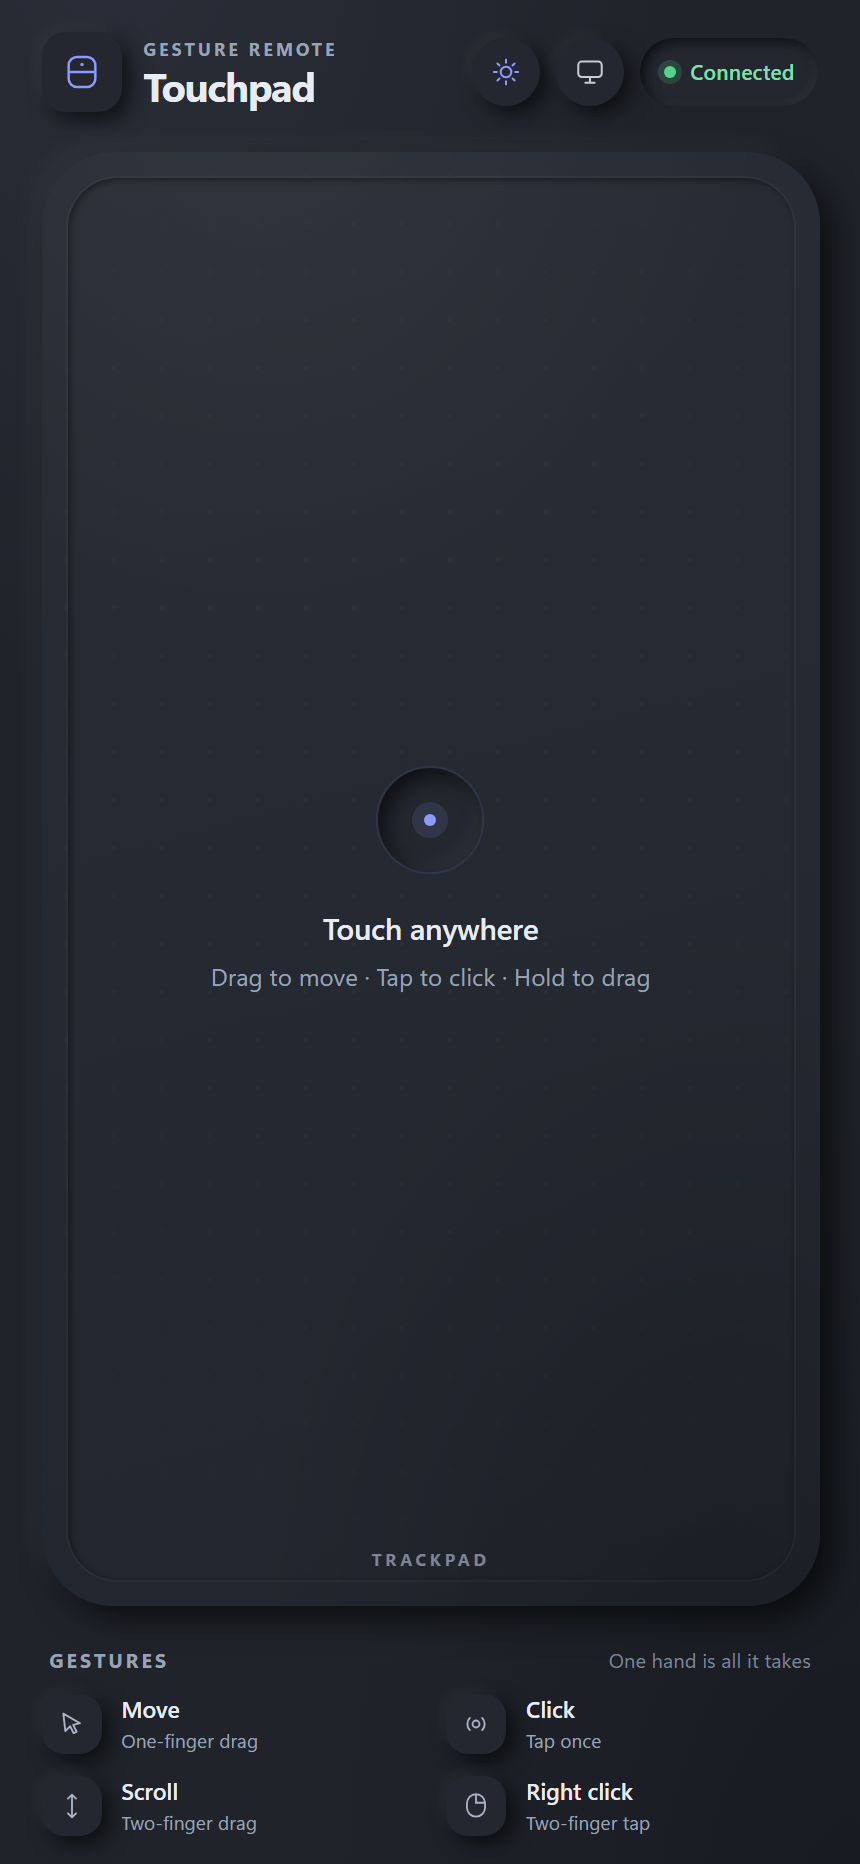 GESTURE REMOTE
Touchpad
Connected
Touch anywhere
Drag to move · Tap to click · Hold to drag
TRACKPAD
GESTURES
One hand is all it takes
Move
One-finger drag
Click
Tap once
Scroll
Two-finger drag
Right click
Two-finger tap